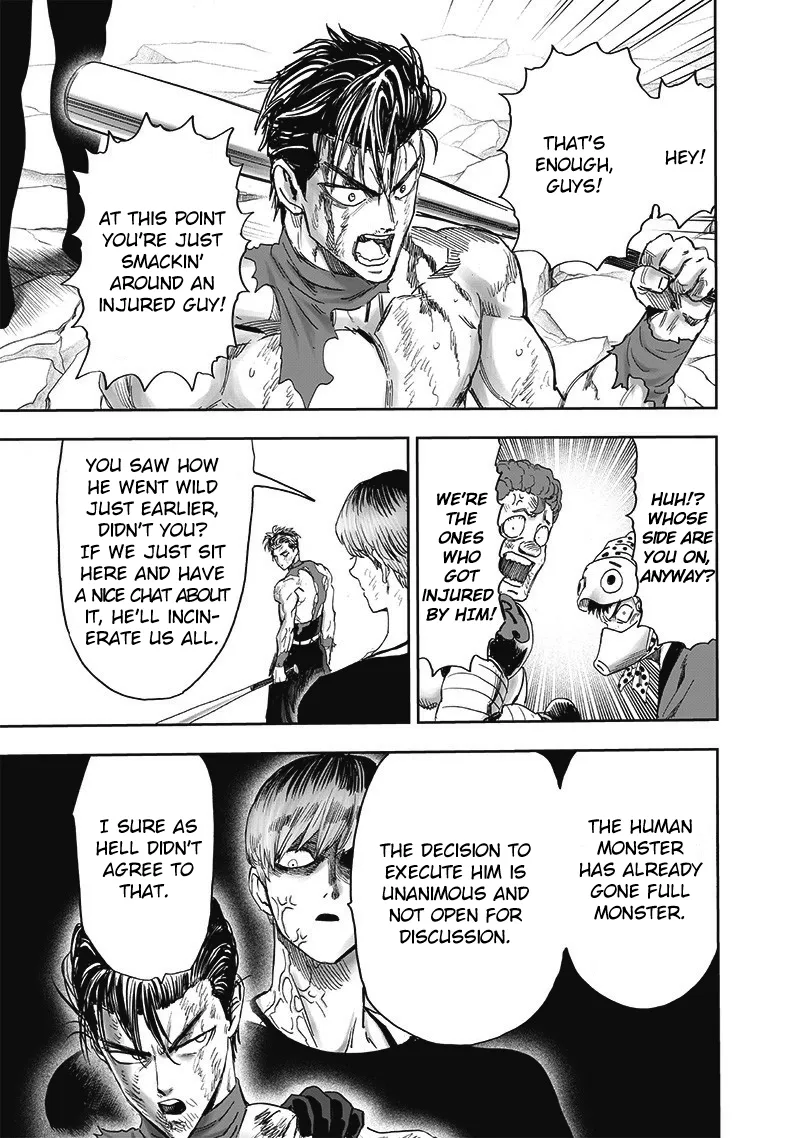 HEY!
THAT'S
ENOUGH,
GUYS!
AT THIS POINT
YOU'RE JUST
SMACKIN'
AROUND AN
INJURED GUY!
HUH!?
WHOSE
SIDE ARE
YOU ON,
ANYWAY?
WE'RE
THE
ONES
WHO
GOT
INJURED
BY HIM!
YOU SAW HOW
HE WENT WILD
JUST EARLIER,
DIDN'T YOU?
IF WE JUST SIT
HERE AND HAVE
A NICE CHAT ABOUT
IT, HE'LL INCIN-
ERATE US ALL.
THE HUMAN
MONSTER
HAS ALREADY
GONE FULL
MONSTER.
THE DECISION TO
EXECUTE HIM IS
UNANIMOUS AND
NOT OPEN FOR
DISCUSSION.
I SURE AS
HELL DIDN'T
AGREE TO
THAT.